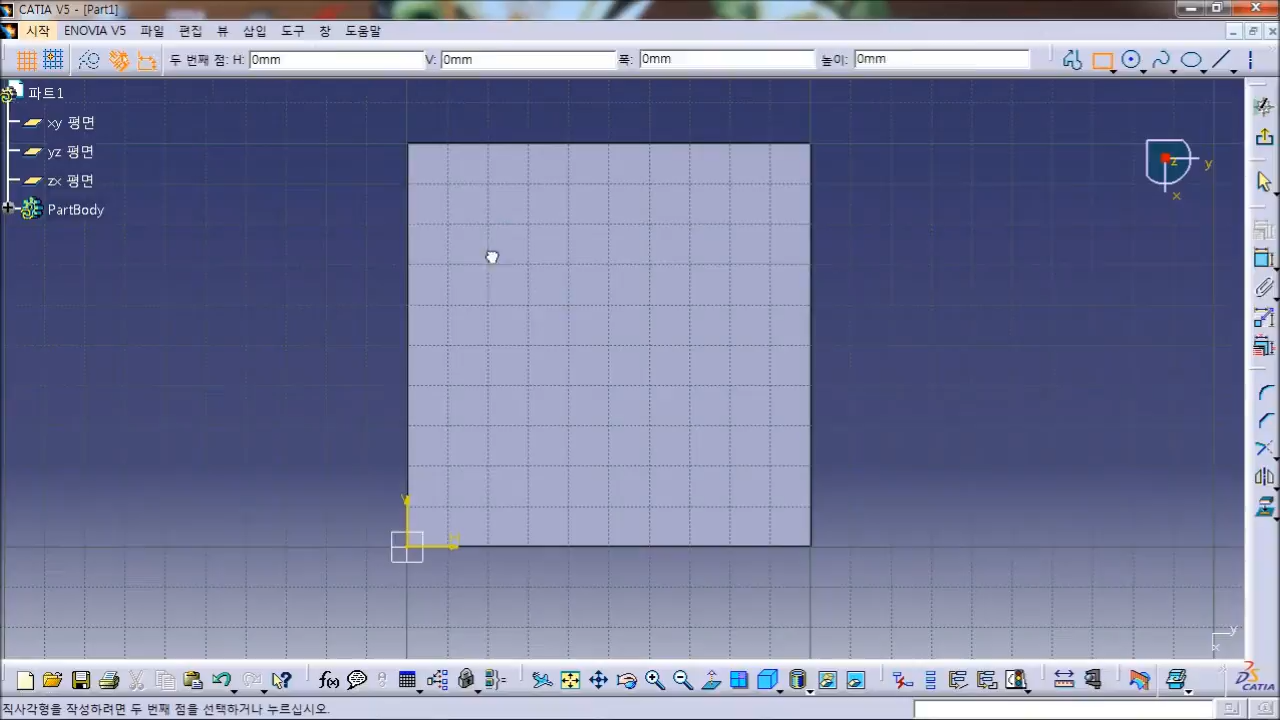 CATIA V5 - [Part1]
시작 ENOVIA V5 파일 편집 뷰 삽입 도구 창 도움말
두 번째 점: H: 0mm V: 0mm 폭: 0mm 높이: 0mm
파트1
xy 평면
yz 평면
zx 평면
PartBody
z
y
x
V
H
y
x
f(x)
직사각형을 작성하려면 두 번째 점을 선택하거나 누르십시오.
CATIA